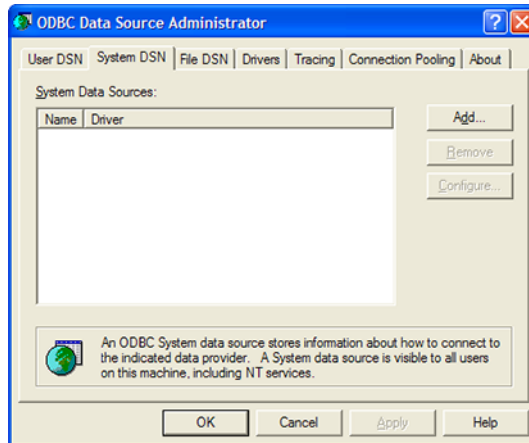 ODBC Data Source Administrator
User DSN System DSN File DSN Drivers Tracing Connection Pooling About
System Data Sources:
Name Driver
Add...
Remove
Configure...
An ODBC System data source stores information about how to connect to
the indicated data provider. A System data source is visible to all users
on this machine, including NT services.
OK Cancel Apply Help